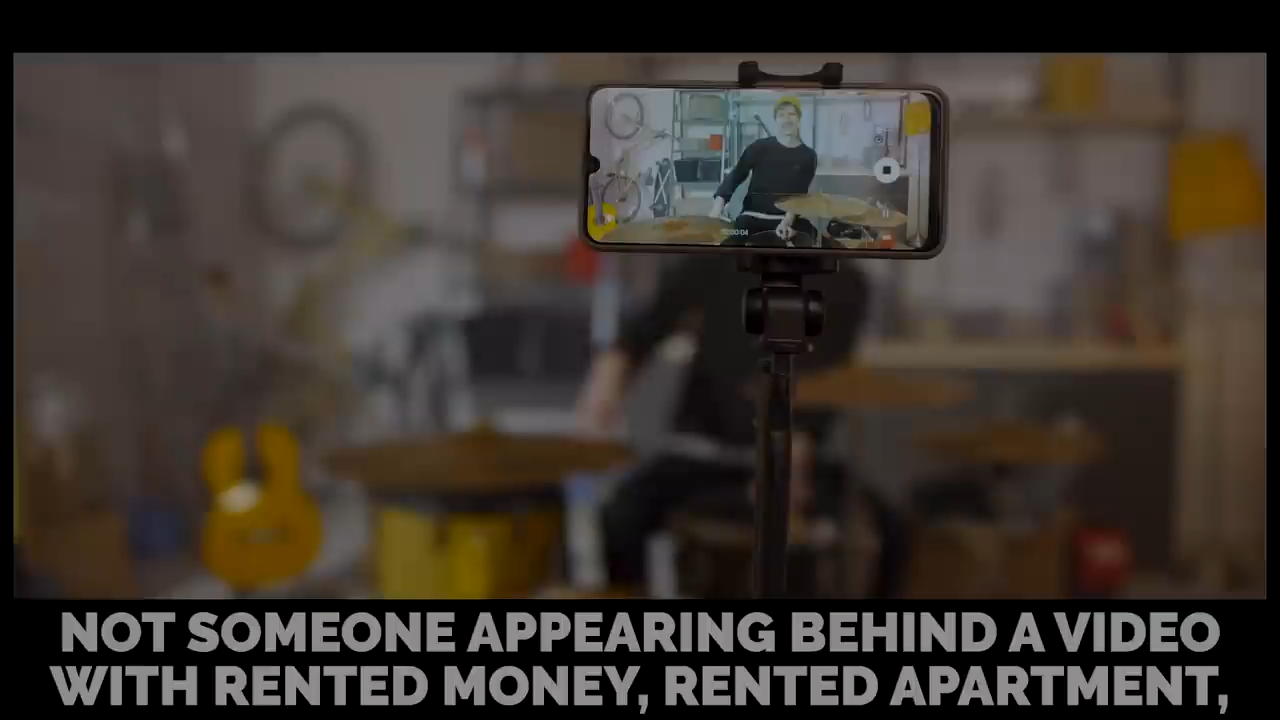 NOT SOMEONE APPEARING BEHIND A VIDEO
WITH RENTED MONEY, RENTED APARTMENT,